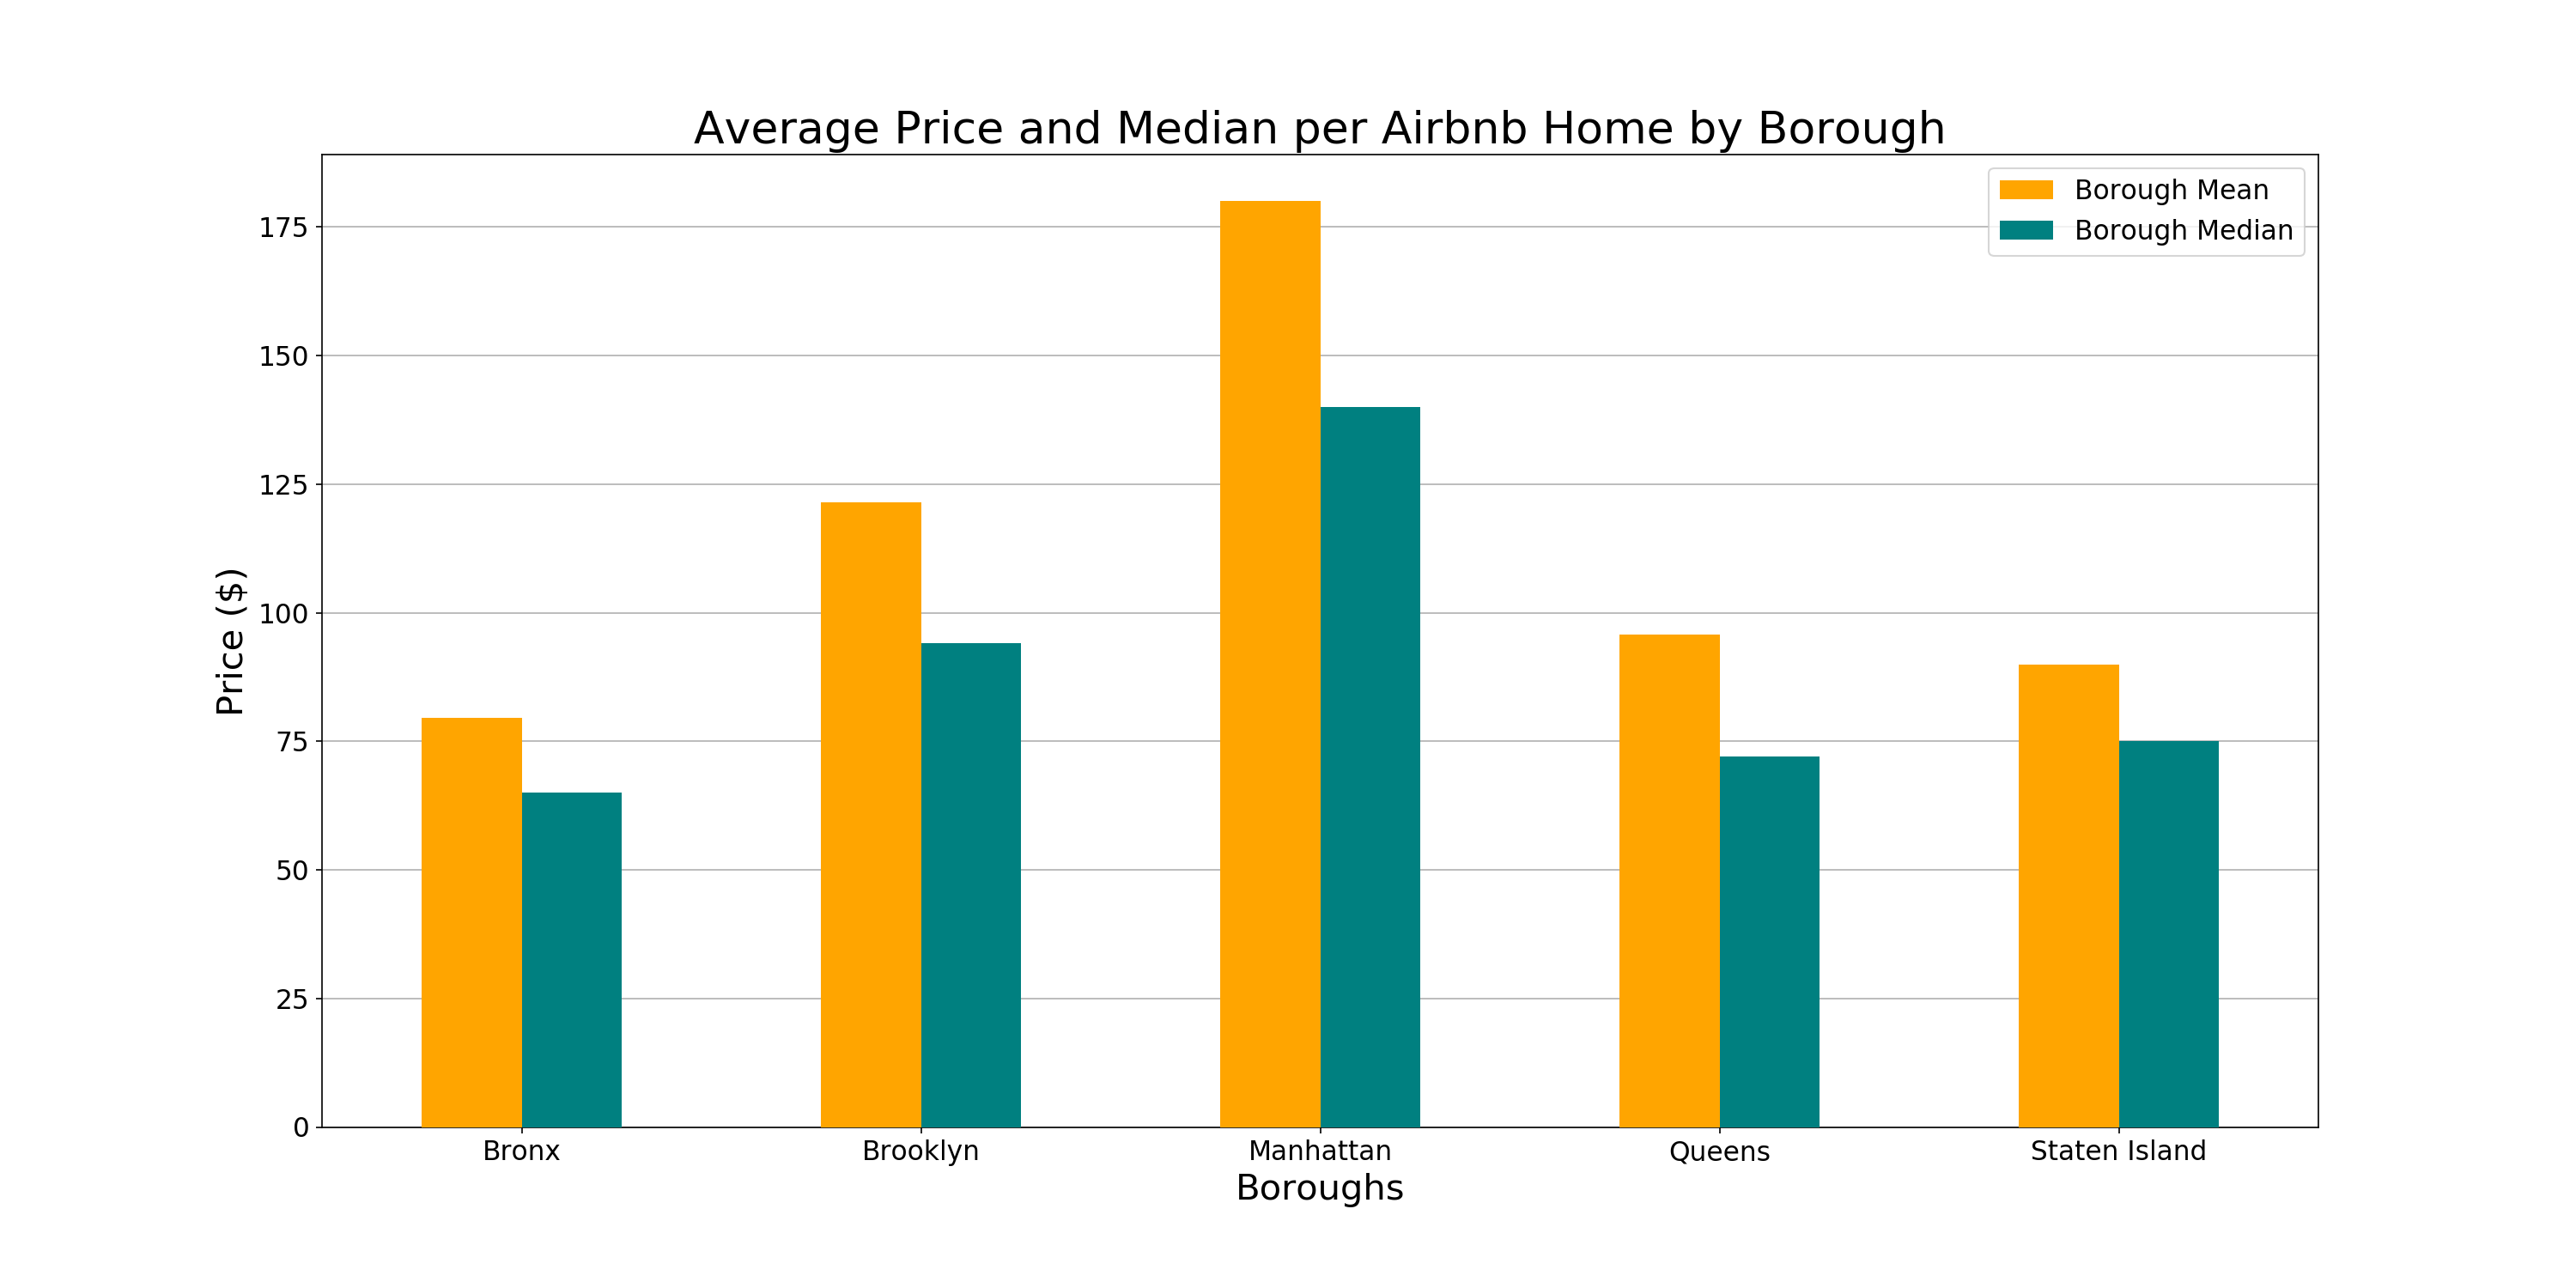 Average Price and Median per Airbnb Home by Borough
Borough Mean
Borough Median
Price ($)
175
150
125
100
75
50
25
0
Bronx Brooklyn Manhattan Queens Staten Island
Boroughs